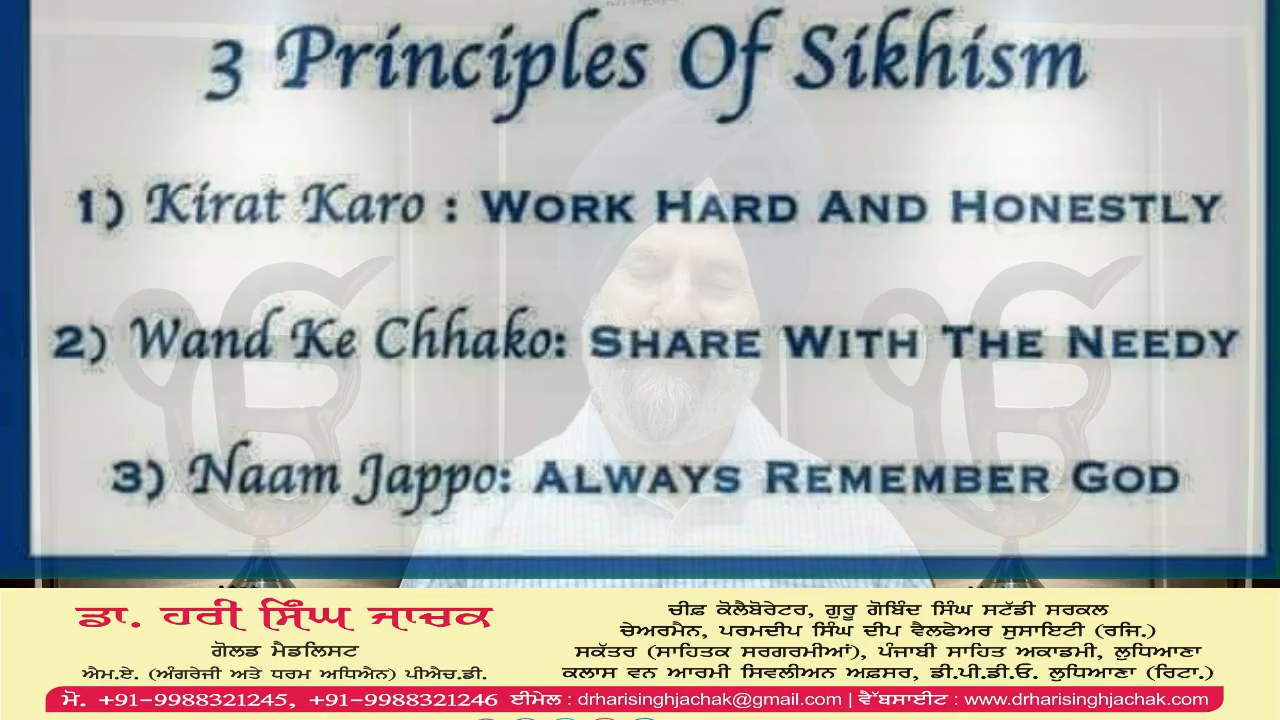 3 Principles Of Sikhism
1) Kirat Karo : WORK HARD AND HONESTLY
2) Wand Ke Chhako: SHARE WITH THE NEEDY
3) Naam Jappo: ALWAYS REMEMBER GOD
ਡਾ. ਹਰੀ ਸਿੰਘ ਜਾਚਕ
ਗੋਲਡ ਮੈਡਲਿਸਟ
ਐਮ.ਏ. (ਅੰਗਰੇਜੀ ਅਤੇ ਧਰਮ ਅਧਿਐਨ) ਪੀਐਚ.ਡੀ.
ਚੀਫ਼ ਕੋਲੈਬੋਰੇਟਰ, ਗੁਰੂ ਗੋਬਿੰਦ ਸਿੰਘ ਸਟੱਡੀ ਸਰਕਲ
ਚੇਅਰਮੈਨ, ਪਰਮਦੀਪ ਸਿੰਘ ਦੀਪ ਵੈਲਫੇਅਰ ਸੁਸਾਇਟੀ (ਰਜਿ.)
ਸਕੱਤਰ (ਸਾਹਿਤਕ ਸਰਗਰਮੀਆਂ), ਪੰਜਾਬੀ ਸਾਹਿਤ ਅਕਾਡਮੀ, ਲੁਧਿਆਣਾ
ਕਲਾਸ ਵਨ ਆਰਮੀ ਸਿਵਲੀਅਨ ਅਫ਼ਸਰ, ਡੀ.ਪੀ.ਡੀ.ਓ. ਲੁਧਿਆਣਾ (ਰਿਟਾ.)
ਮੋ. +91-9988321245, +91-9988321246 ਈਮੇਲ : drharisinghjachak@gmail.com | ਵੈੱਬਸਾਈਟ : www.drharisinghjachak.com